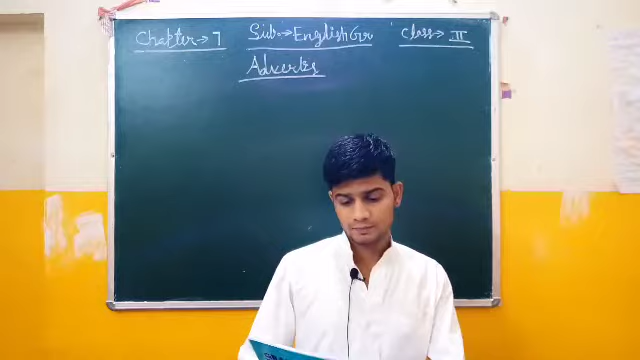 Chapter → 7 Sub. → English Gr Class → III
Adverbs